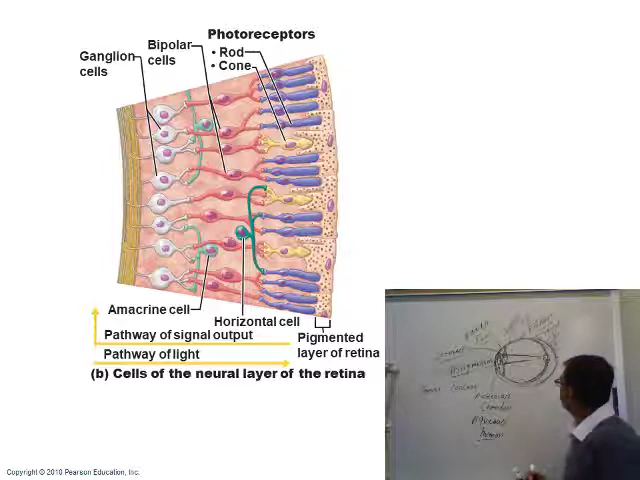 Photoreceptors
• Rod
• Cone
Bipolar
cells
Ganglion
cells
Amacrine cell
Horizontal cell
Pathway of signal output
Pathway of light
Pigmented
layer of retina
(b) Cells of the neural layer of the retina
Copyright © 2010 Pearson Education, Inc.